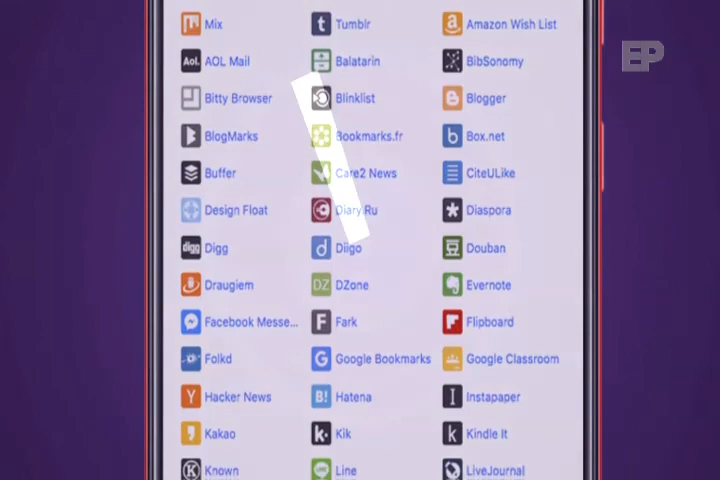 Mix Tumblr Amazon Wish List
EP
AOL Mail Balatarin BibSonomy
Bitty Browser Blinklist Blogger
BlogMarks Bookmarks.fr Box.net
Buffer Care2 News CiteULike
Design Float Diary.Ru Diaspora
digg Digg Diigo Douban
Draugiem DZ DZone Evernote
Facebook Messe... Fark Flipboard
Folkd Google Bookmarks Google Classroom
Hacker News B! Hatena Instapaper
Kakao Kik Kindle It
Known Line LiveJournal